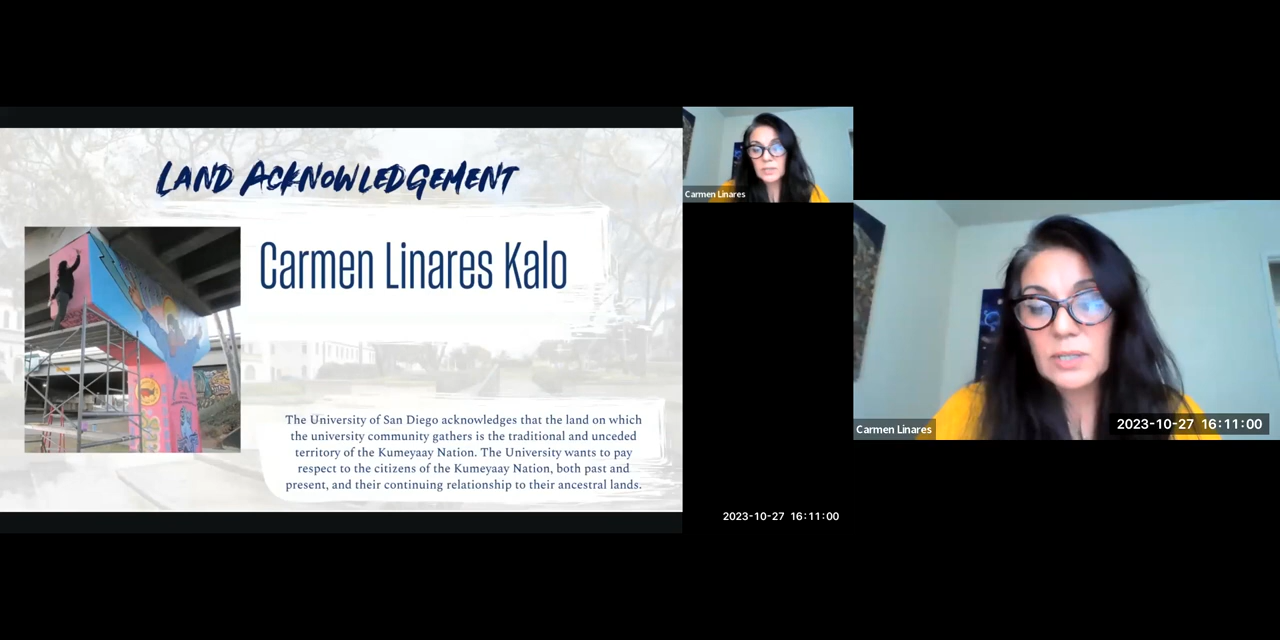 LAND ACKNOWLEDGEMENT
Carmen Linares Kalo
The University of San Diego acknowledges that the land on which
the university community gathers is the traditional and unceded
territory of the Kumeyaay Nation. The University wants to pay
respect to the citizens of the Kumeyaay Nation, both past and
present, and their continuing relationship to their ancestral lands.
Carmen Linares
2023-10-27 16:11:00
Carmen Linares
2023-10-27 16:11:00